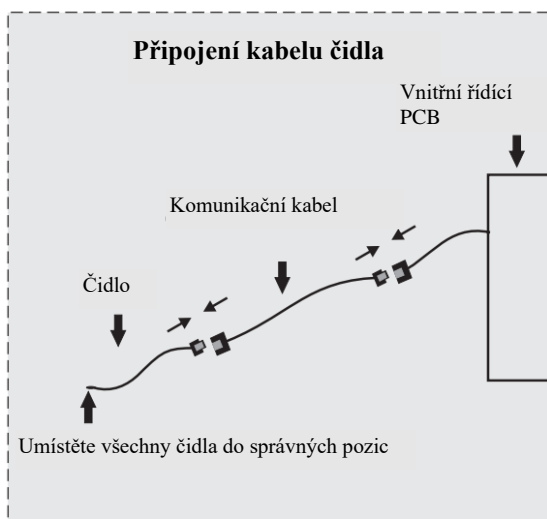 Připojení kabelu čidla
Vnitřní řídící
PCB
Komunikační kabel
Čidlo
Umístěte všechny čidla do správných pozic